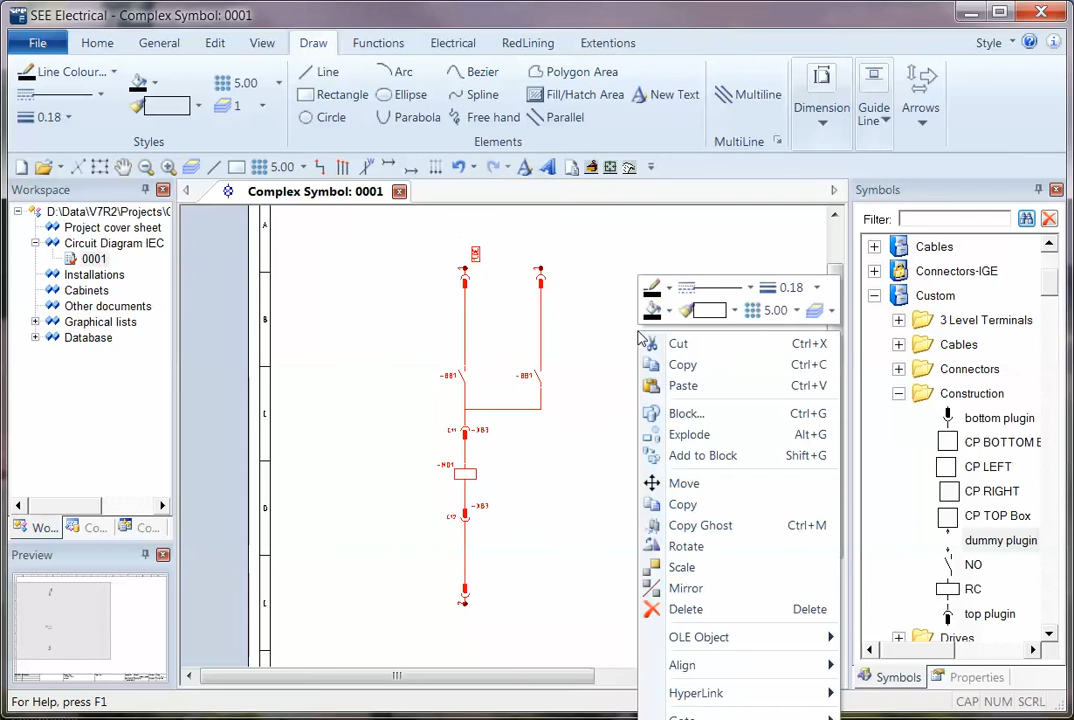 SEE Electrical - Complex Symbol: 0001
File Home General Edit View Draw Functions Electrical RedLining Extensions Style
Line Colour... 5.00 Line Arc Bezier Polygon Area
Rectangle Ellipse Spline Fill/Hatch Area New Text Multiline Dimension Guide Line Arrows
0.18 1 Circle Parabola Free hand Parallel
Styles Elements MultiLine
5.00
Workspace
Complex Symbol: 0001
Symbols
D:\Data\V7R2\Projects\C
Project cover sheet
Circuit Diagram IEC
0001
Installations
Cabinets
Other documents
Graphical lists
Database
Wo... Co... Co...
Preview
A
B
D
-BB1 -BB1
0.18
5.00
Cut Ctrl+X
Copy Ctrl+C
Paste Ctrl+V
Block... Ctrl+G
Explode Alt+G
Add to Block Shift+G
Move
Copy
Copy Ghost Ctrl+M
Rotate
Scale
Mirror
Delete Delete
OLE Object
Align
HyperLink
Filter:
Cables
Connectors-IGE
Custom
3 Level Terminals
Cables
Connectors
Construction
bottom plugin
CP BOTTOM B
CP LEFT
CP RIGHT
CP TOP Box
dummy plugin
NO
RC
top plugin
Drives
Symbols Properties
For Help, press F1
CAP NUM SCRL